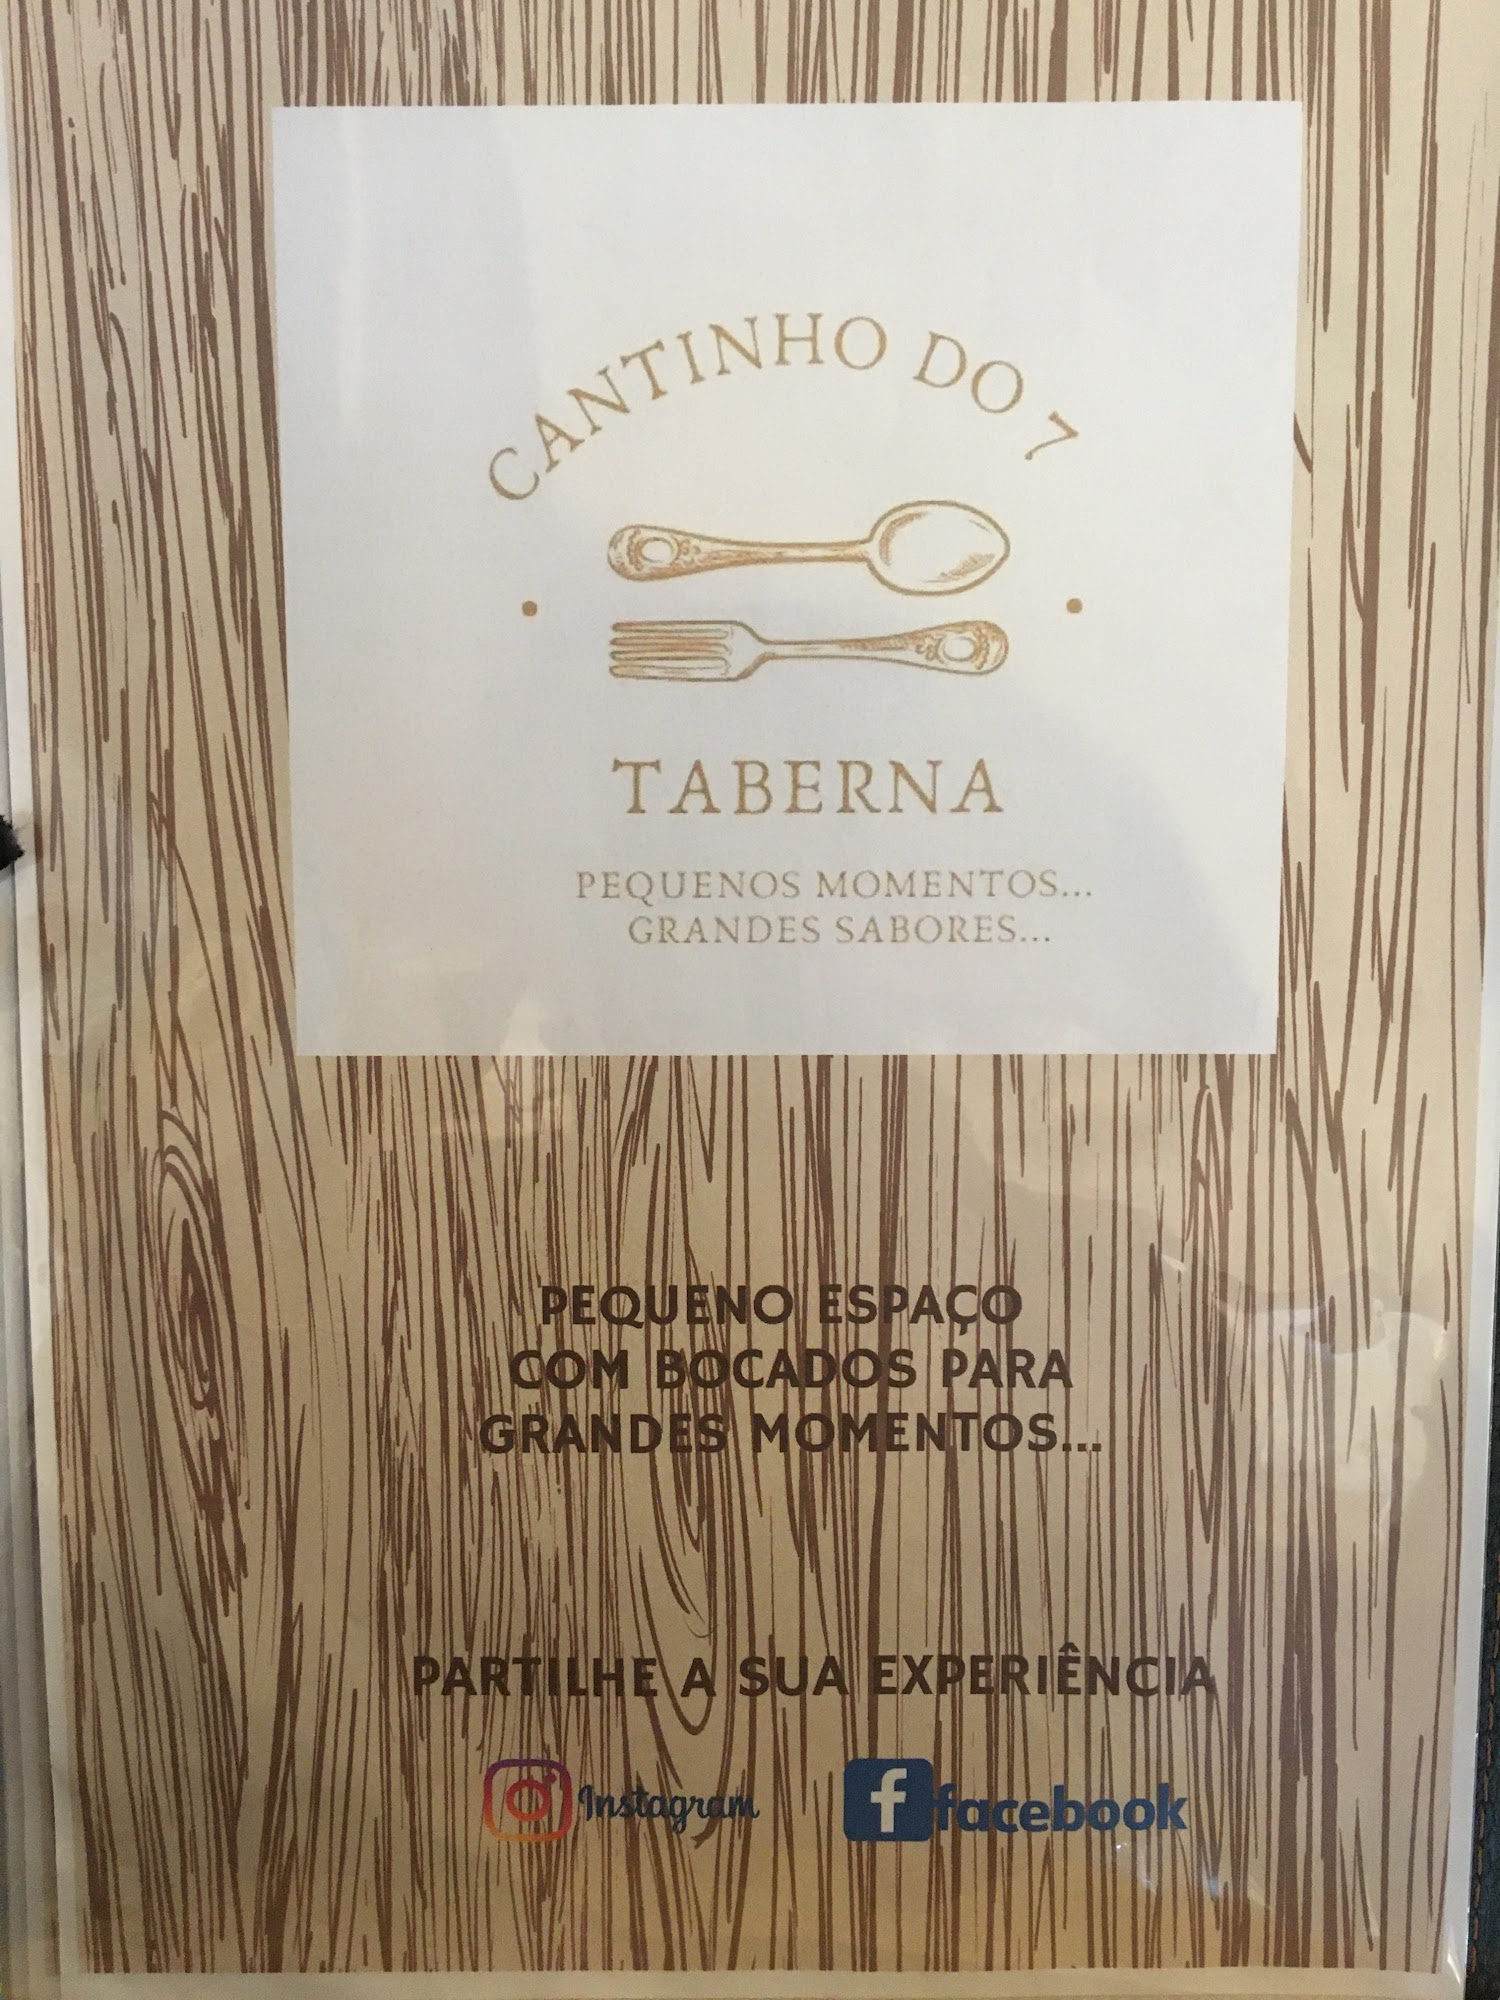 CANTINHO DO 7
TABERNA
PEQUENOS MOMENTOS...
GRANDES SABORES...
PEQUENO ESPAÇO
COM BOCADOS PARA
GRANDES MOMENTOS...
PARTILHE A SUA EXPERIÊNCIA
Instagram
facebook